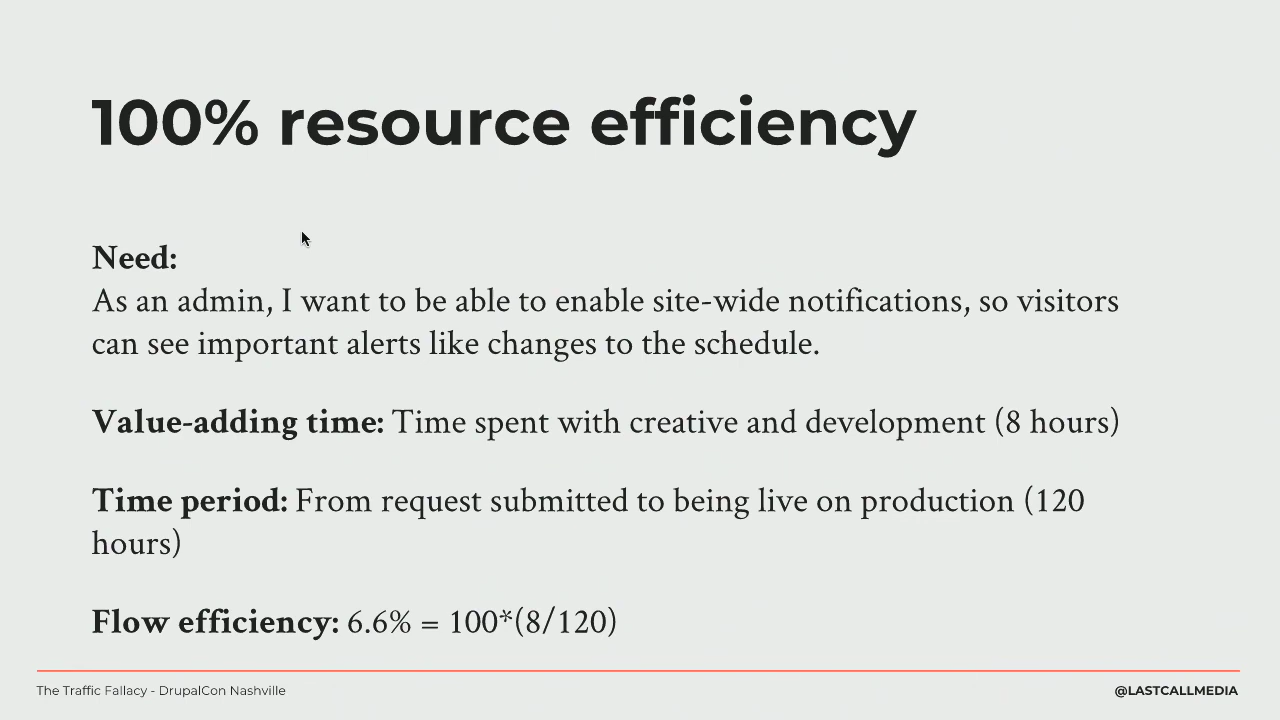 100% resource efficiency
Need:
As an admin, I want to be able to enable site-wide notifications, so visitors
can see important alerts like changes to the schedule.
Value-adding time: Time spent with creative and development (8 hours)
Time period: From request submitted to being live on production (120
hours)
Flow efficiency: 6.6% = 100*(8/120)
The Traffic Fallacy - DrupalCon Nashville
@LASTCALLMEDIA